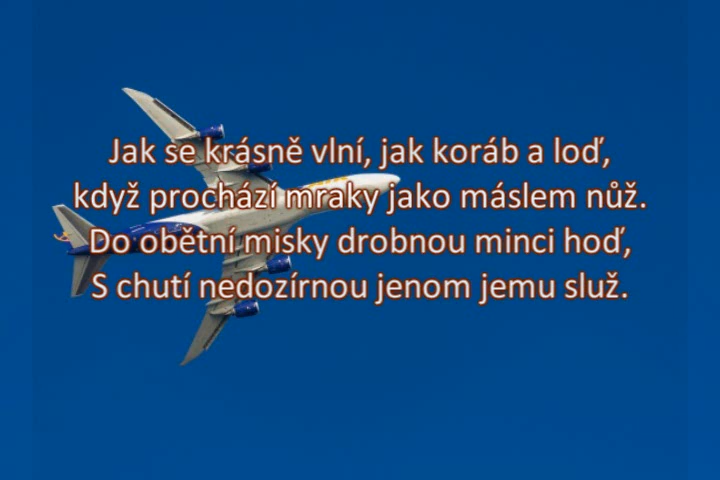 Jak se krásně vlní, jak koráb a loď,
když prochází mraky jako máslem nůž.
Do obětní misky drobnou minci hoď,
S chutí nedozírnou jenom jemu služ.